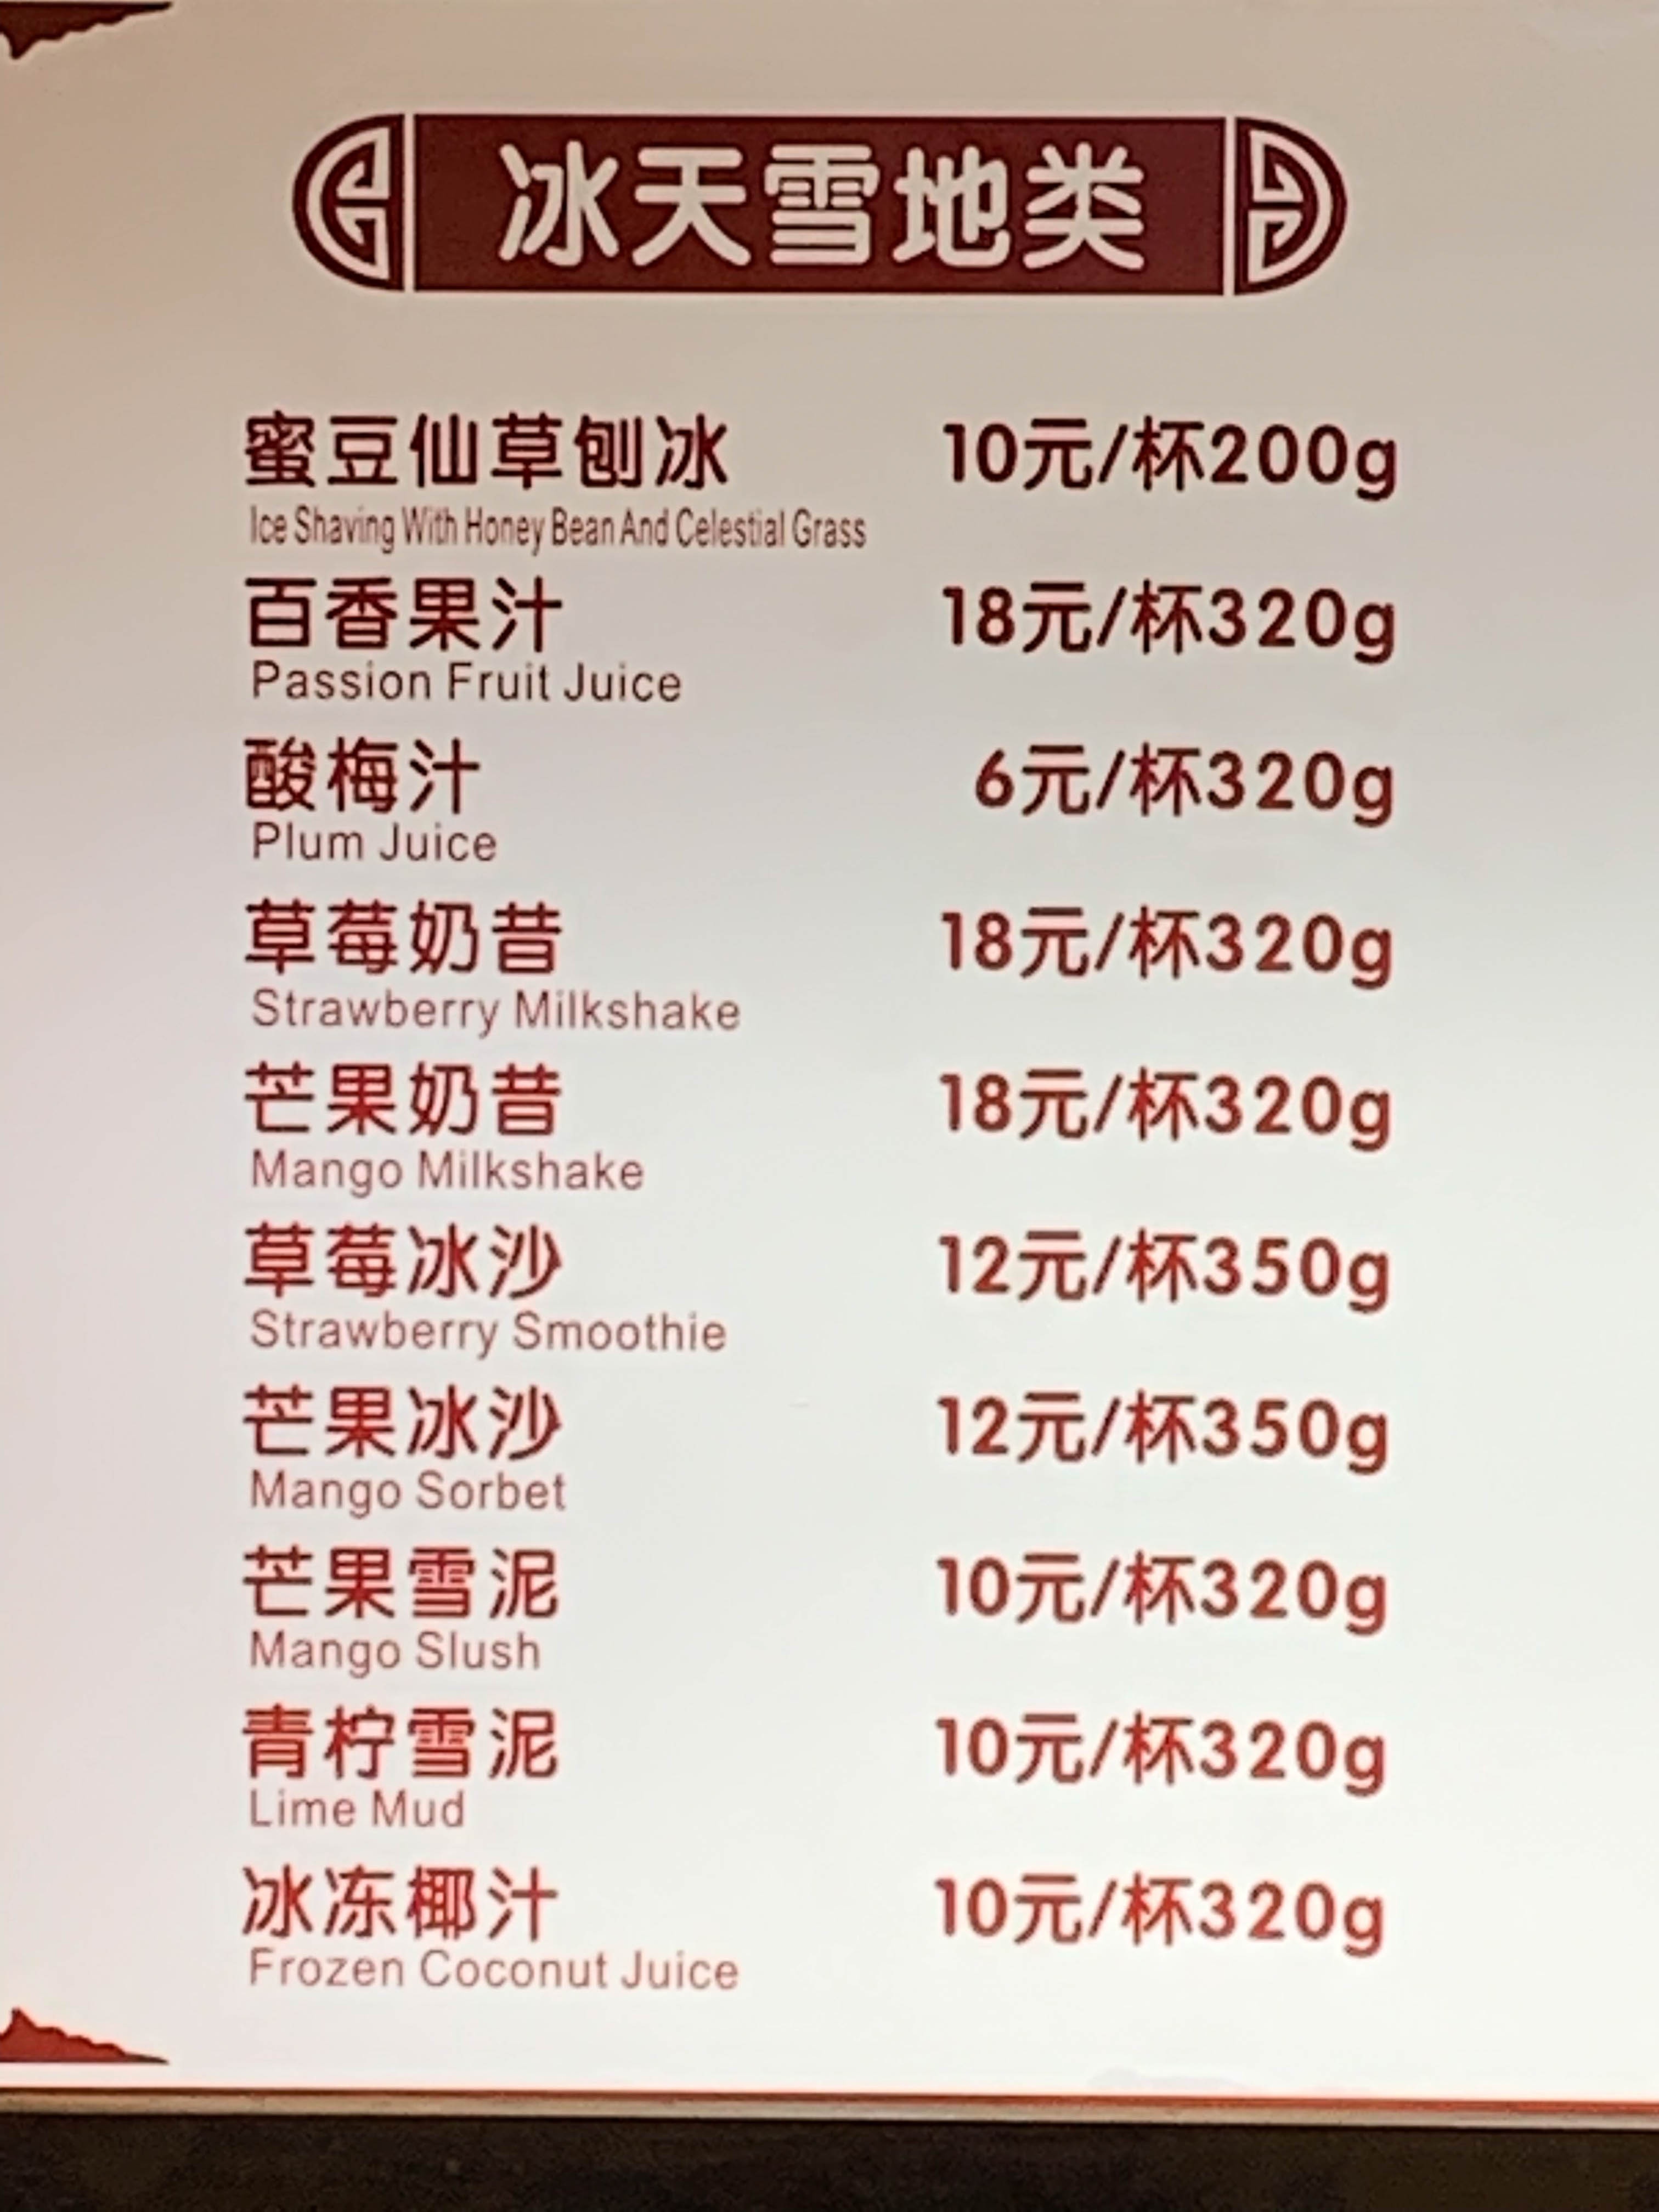 冰天雪地类
蜜豆仙草刨冰 10元/杯200g
Ice Shaving With Honey Bean And Celestial Grass
百香果汁 18元/杯320g
Passion Fruit Juice
酸梅汁 6元/杯320g
Plum Juice
草莓奶昔 18元/杯320g
Strawberry Milkshake
芒果奶昔 18元/杯320g
Mango Milkshake
草莓冰沙 12元/杯350g
Strawberry Smoothie
芒果冰沙 12元/杯350g
Mango Sorbet
芒果雪泥 10元/杯320g
Mango Slush
青柠雪泥 10元/杯320g
Lime Mud
冰冻椰汁 10元/杯320g
Frozen Coconut Juice